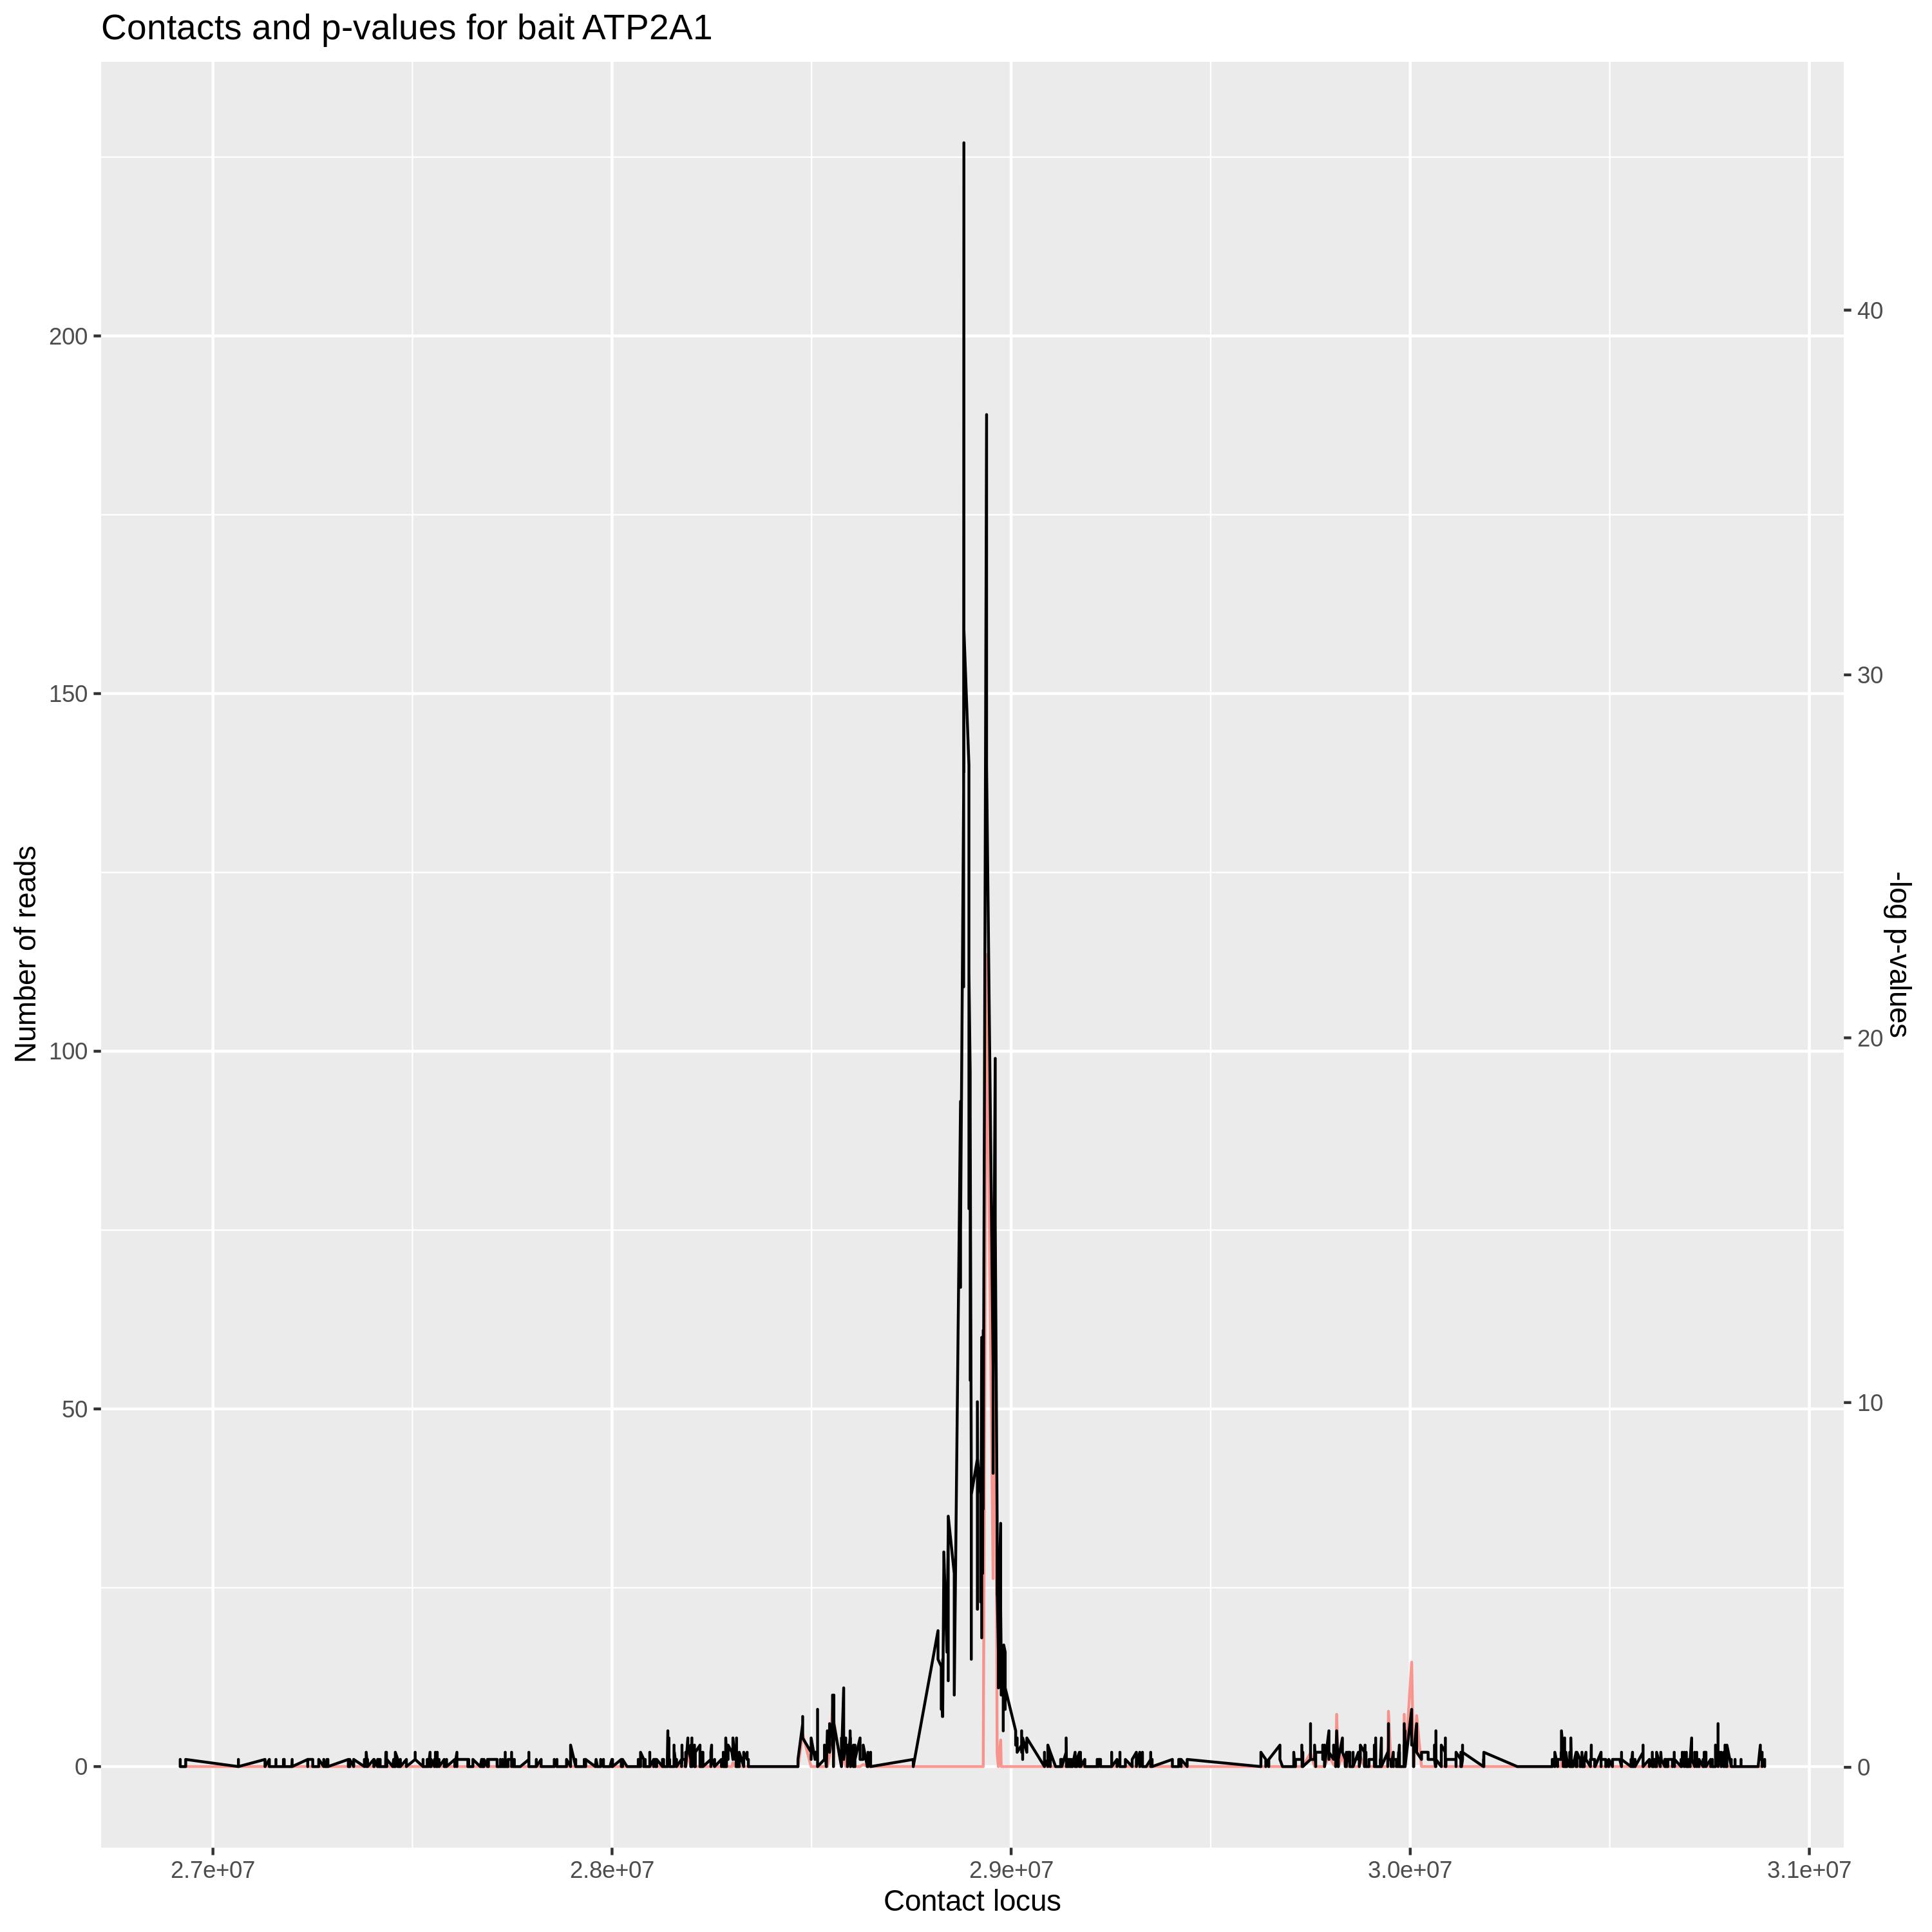 Contacts and p-values for bait ATP2A1
Number of reads
200
150
100
50
0
40
30
20
10
0
-log p-values
2.7e+07
2.8e+07
2.9e+07
3.0e+07
3.1e+07
Contact locus